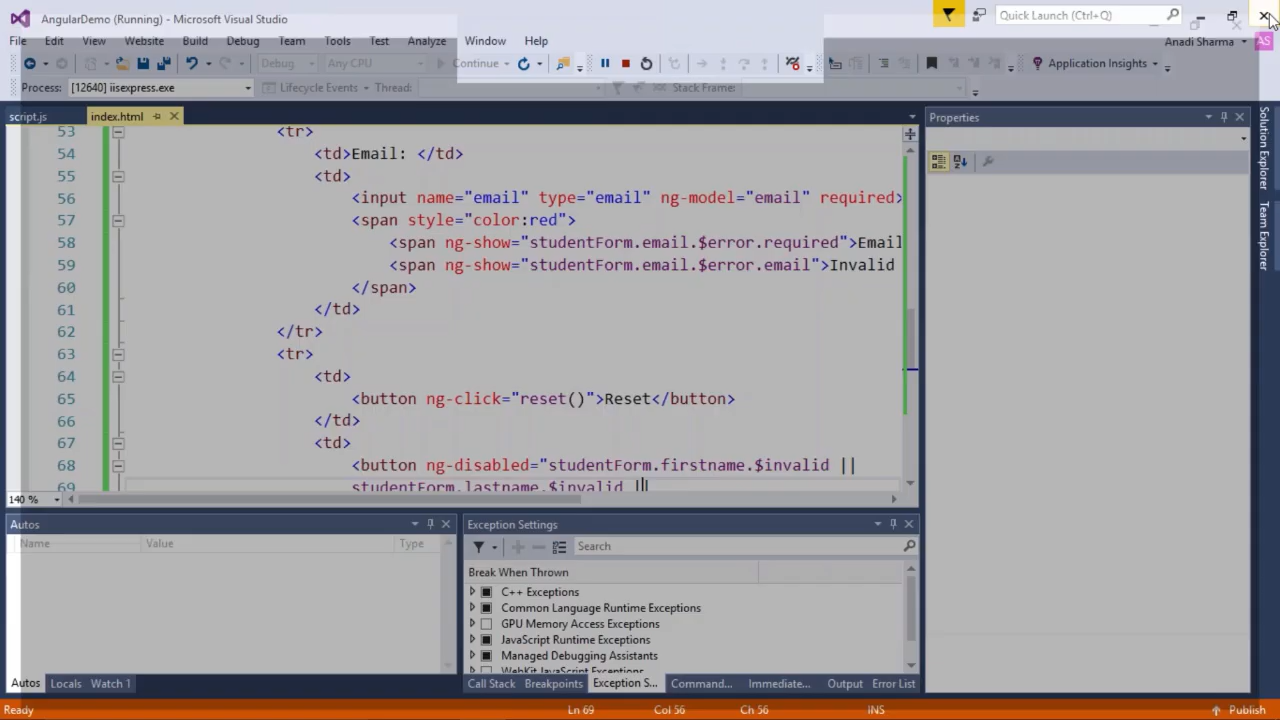 AngularDemo (Running) - Microsoft Visual Studio
Quick Launch (Ctrl+Q)
File Edit View Website Build Debug Team Tools Test Analyze Window Help
Anadi Sharma AS
Debug Any CPU Continue Application Insights
Process: [12640] iisexpress.exe Lifecycle Events Thread: Stack Frame:
script.js index.html
Properties
Solution Explorer
Team Explorer
53 <tr>
54 <td>Email: </td>
55 <td>
56 <input name="email" type="email" ng-model="email" required>
57 <span style="color:red">
58 <span ng-show="studentForm.email.$error.required">Email
59 <span ng-show="studentForm.email.$error.email">Invalid
60 </span>
61 </td>
62 </tr>
63 <tr>
64 <td>
65 <button ng-click="reset()">Reset</button>
66 </td>
67 <td>
68 <button ng-disabled="studentForm.firstname.$invalid ||
69 studentForm.lastname.$invalid ||
140 %
Autos
Name Value Type
Exception Settings
Search
Break When Thrown
C++ Exceptions
Common Language Runtime Exceptions
GPU Memory Access Exceptions
JavaScript Runtime Exceptions
Managed Debugging Assistants
WebKit JavaScript Exceptions
Autos Locals Watch 1
Call Stack Breakpoints Exception S... Command... Immediate... Output Error List
Ready Ln 69 Col 56 Ch 56 INS Publish